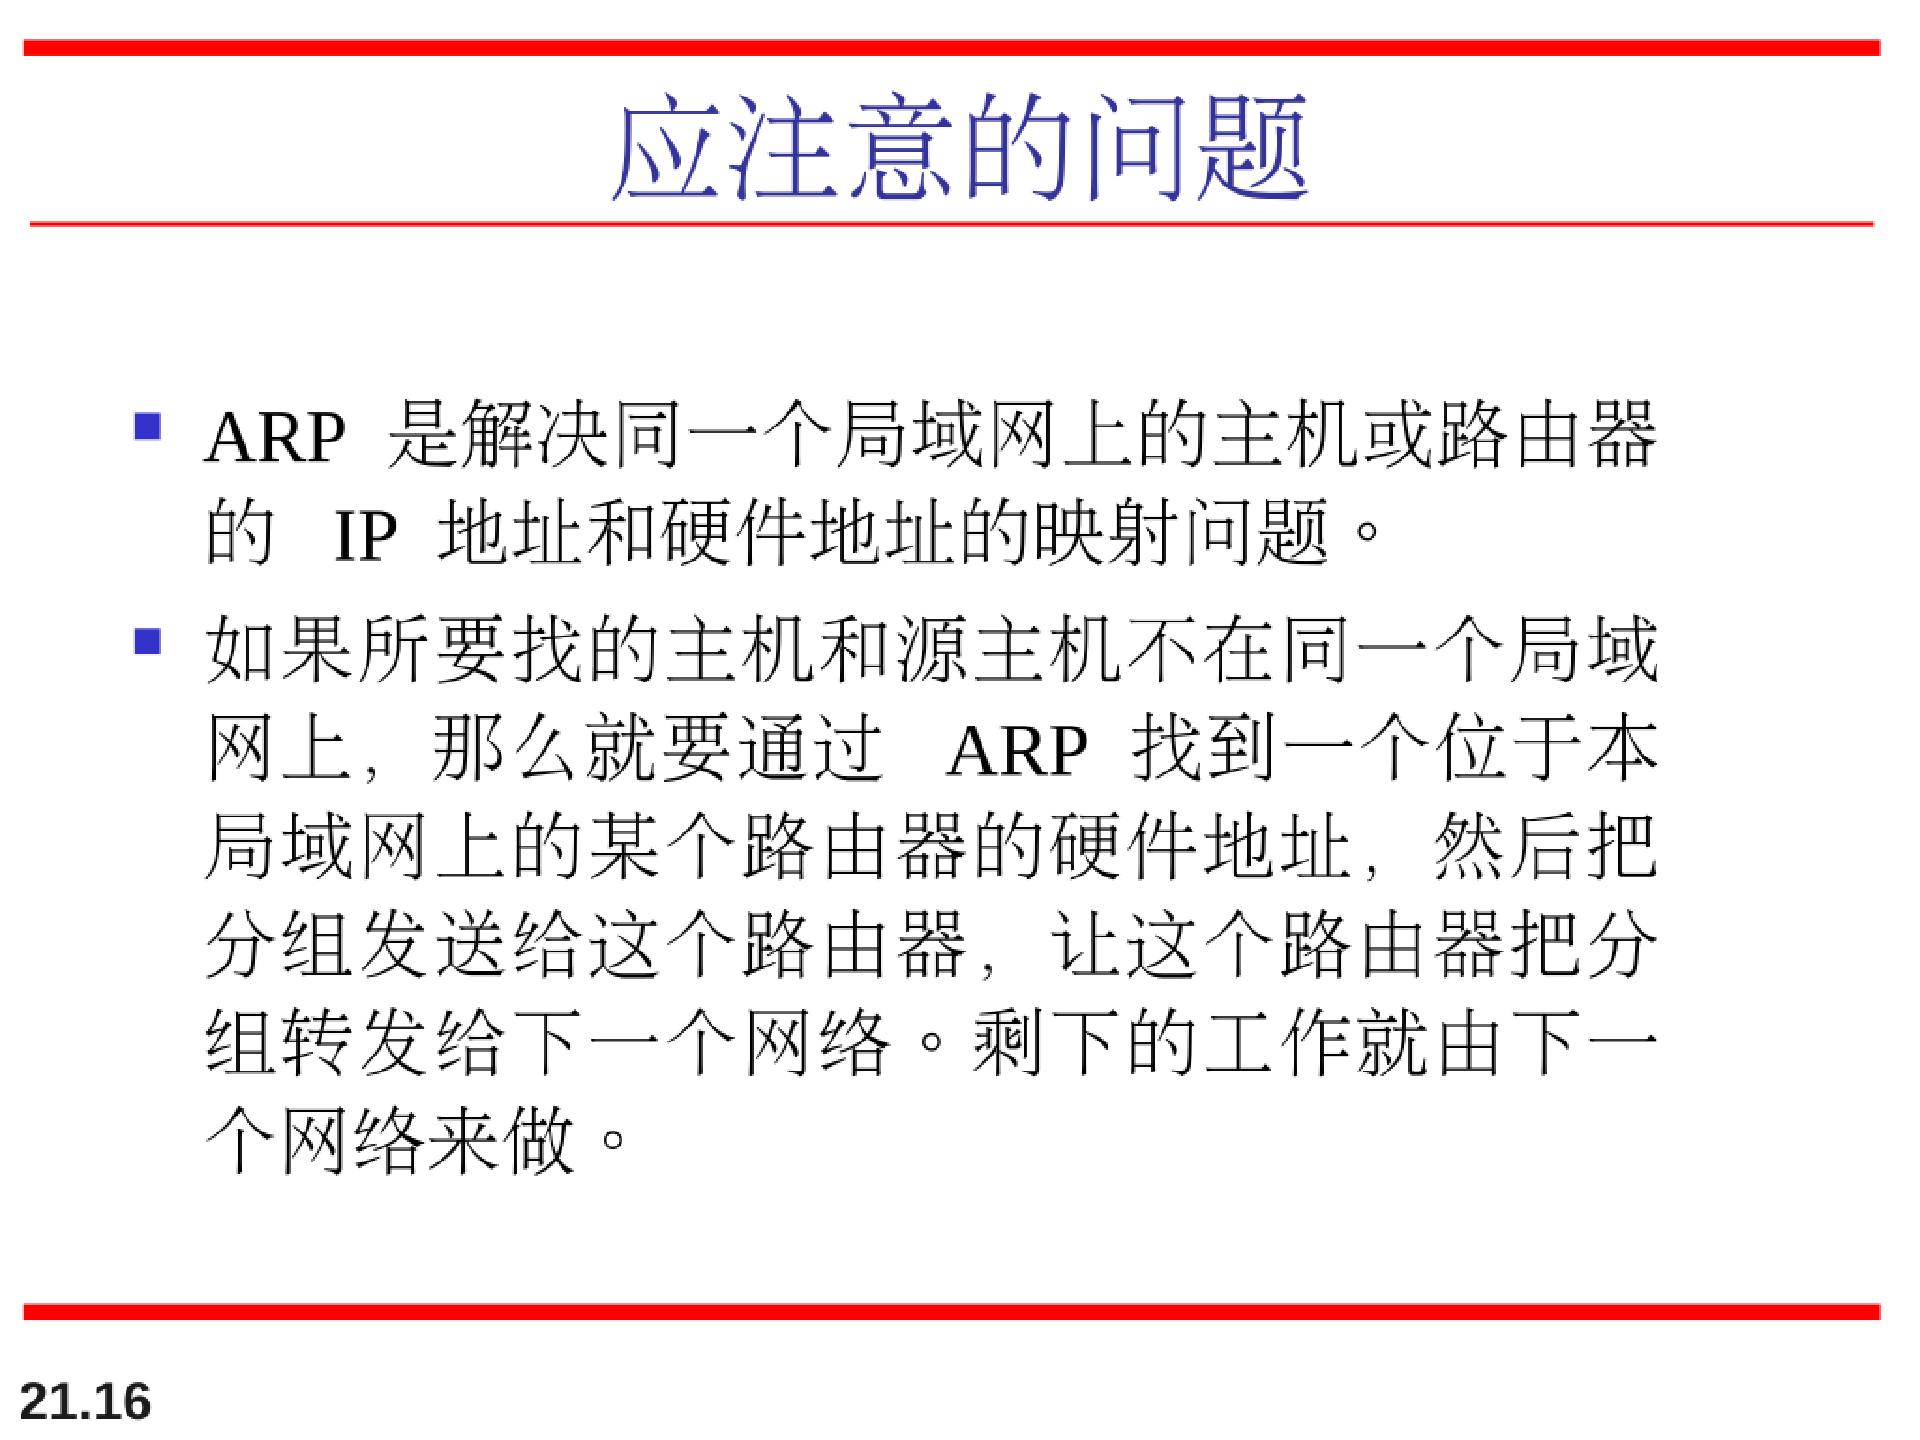 应注意的问题
ARP 是解决同一个局域网上的主机或路由器
的 IP 地址和硬件地址的映射问题。
如果所要找的主机和源主机不在同一个局域
网上，那么就要通过 ARP 找到一个位于本
局域网上的某个路由器的硬件地址，然后把
分组发送给这个路由器，让这个路由器把分
组转发给下一个网络。剩下的工作就由下一
个网络来做。
21.16